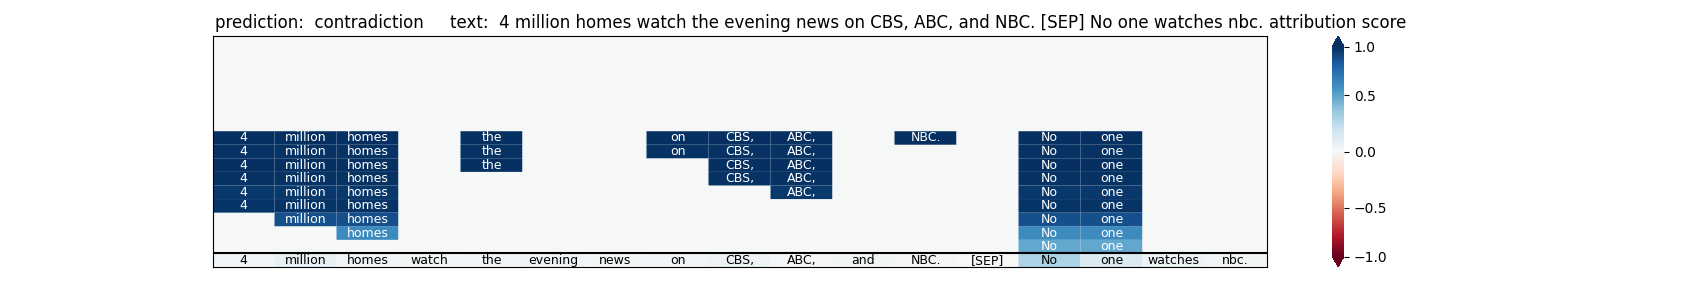 prediction:  contradiction     text:  4 million homes watch the evening news on CBS, ABC, and NBC. [SEP] No one watches nbc. attribution score
1.0
0.5
0.0
−0.5
−1.0
4 million homes the on CBS, ABC, NBC. No one
4 million homes the on CBS, ABC, No one
4 million homes the CBS, ABC, No one
4 million homes CBS, ABC, No one
4 million homes ABC, No one
4 million homes No one
million homes No one
homes No one
No one
4 million homes watch the evening news on CBS, ABC, and NBC. [SEP] No one watches nbc.